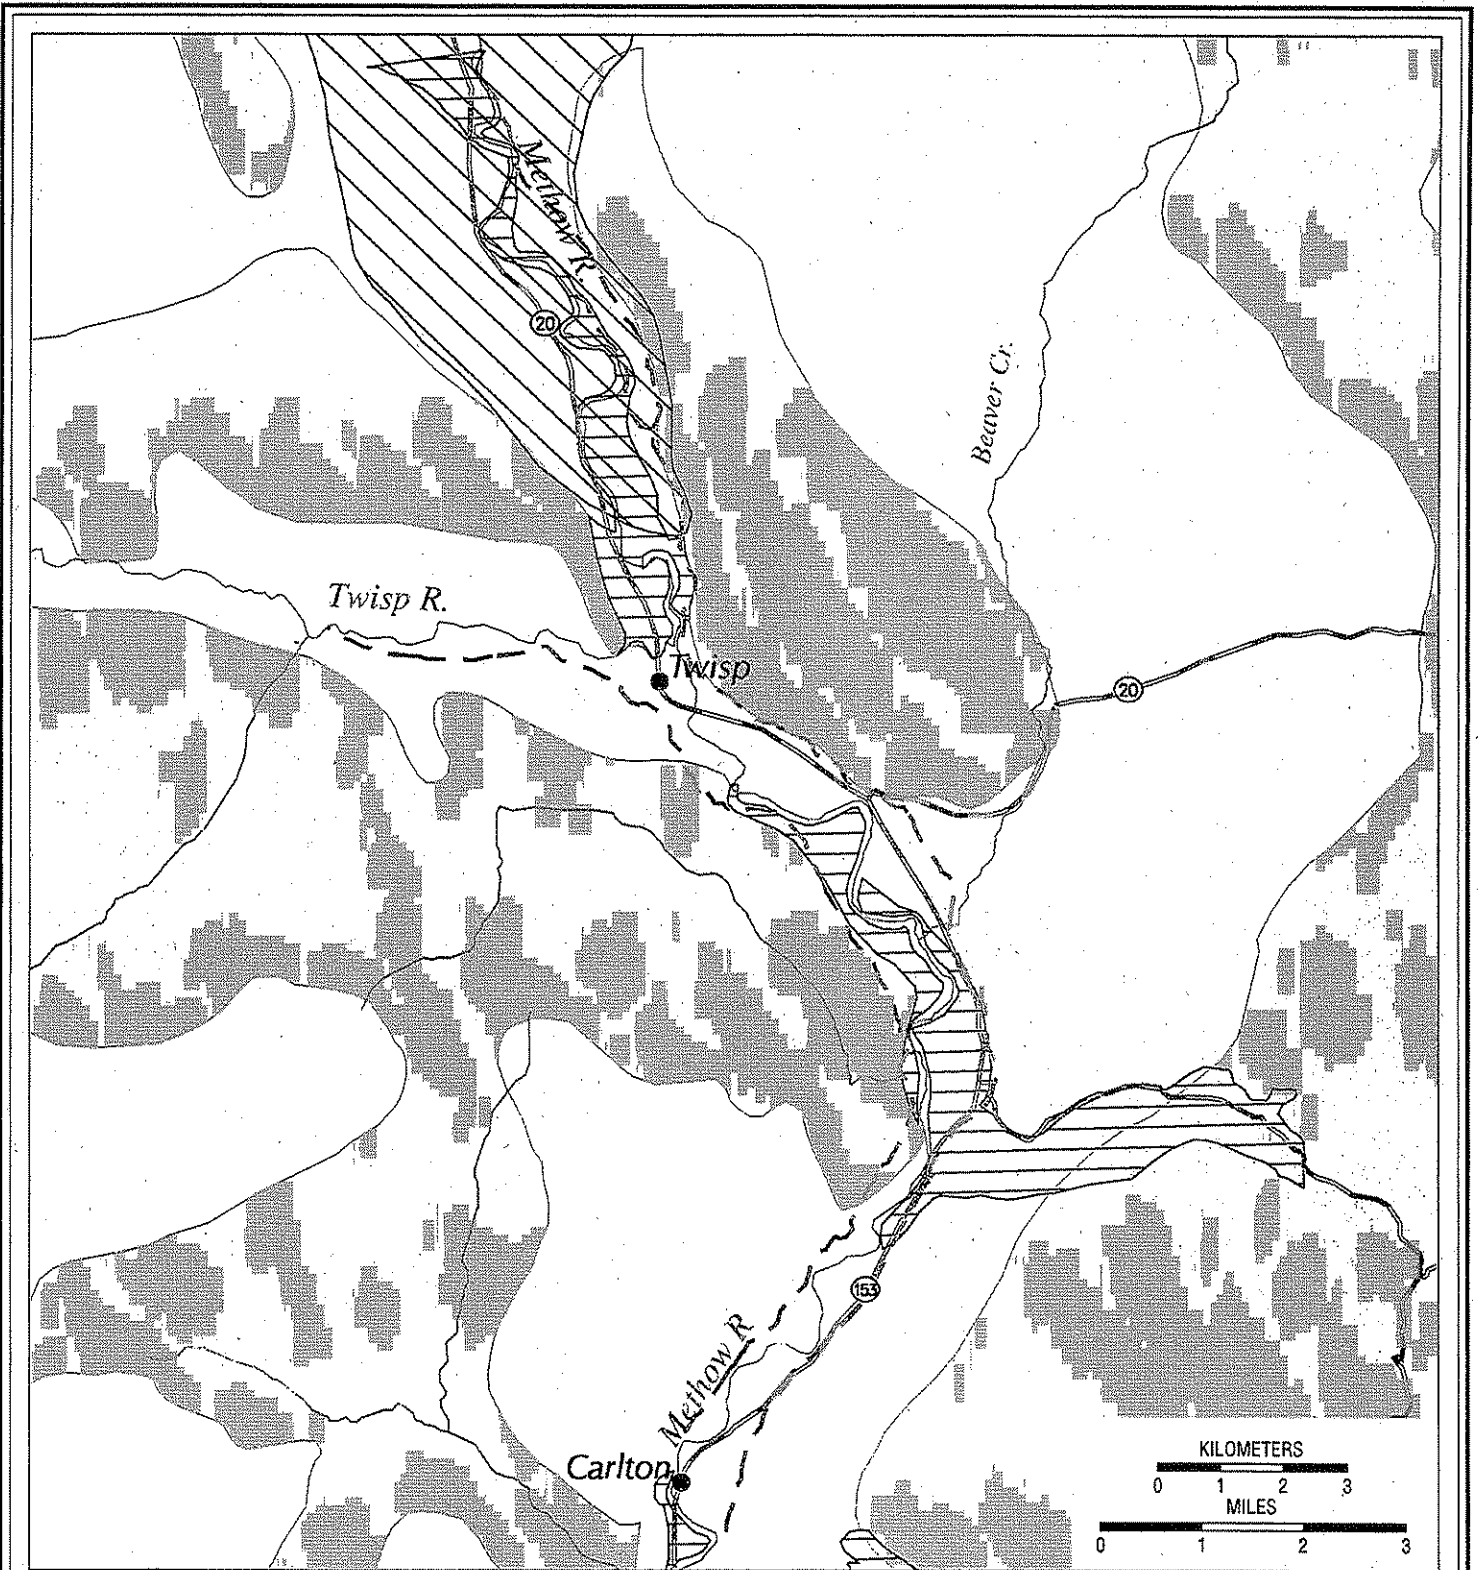 Methow R.
20
Beaver Cr.
Twisp R.
Twisp
20
153
Methow R.
Carlton
KILOMETERS
0 1 2 3
MILES
0 1 2 3